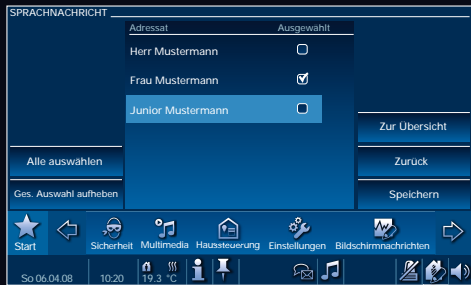 SPRACHNACHRICHT
Adressat Ausgewählt
Herr Mustermann
Frau Mustermann
Junior Mustermann
Zur Übersicht
Alle auswählen Zurück
Ges. Auswahl aufheben Speichern
Start Sicherheit Multimedia Haussteuerung Einstellungen Bildschirmnachrichten
So 06.04.08 10:20 19.3 °C